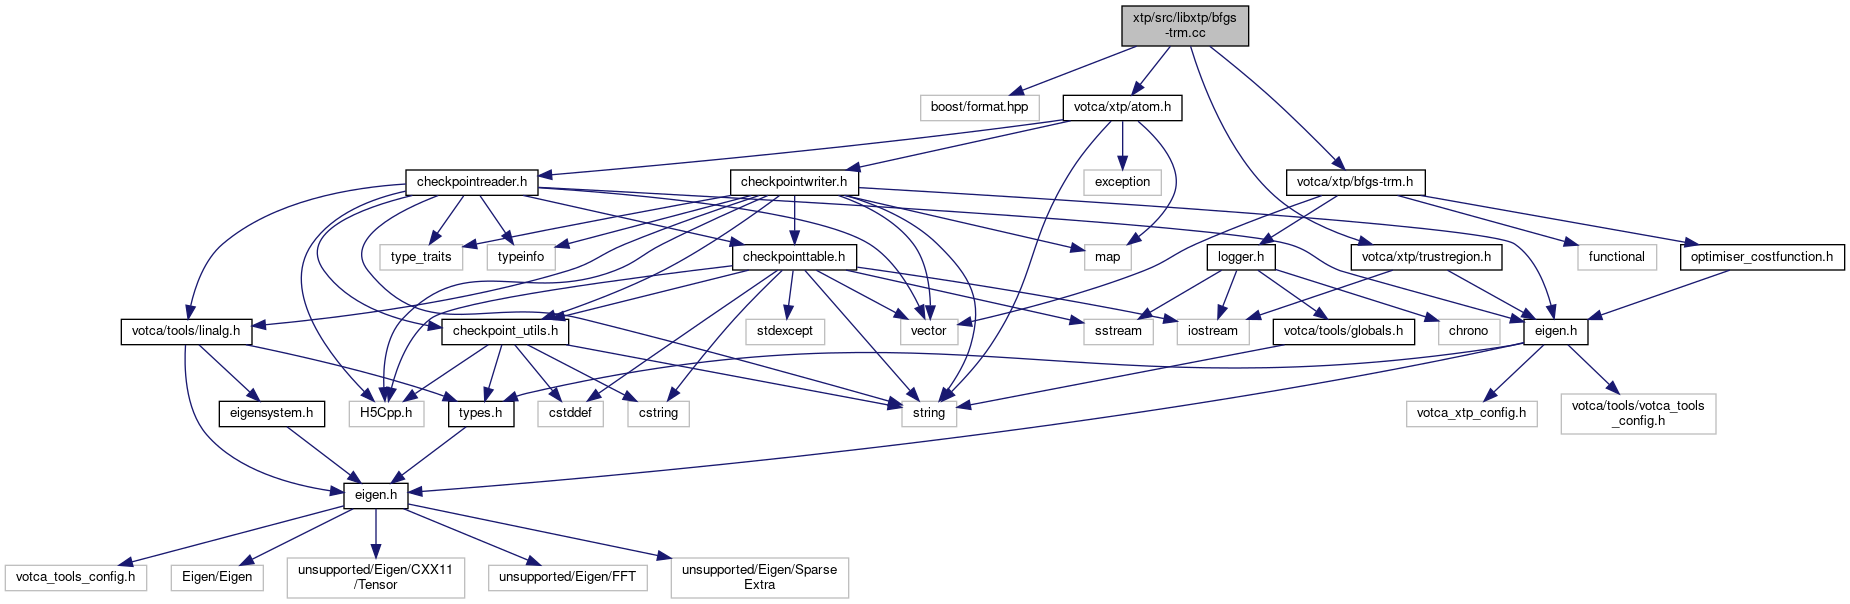 xtp/src/libxtp/bfgs
-trm.cc
boost/format.hpp
votca/xtp/atom.h
checkpointreader.h
checkpointwriter.h
exception
votca/xtp/bfgs-trm.h
type_traits
typeinfo
checkpointtable.h
map
logger.h
votca/xtp/trustregion.h
functional
optimiser_costfunction.h
votca/tools/linalg.h
checkpoint_utils.h
stdexcept
vector
sstream
iostream
votca/tools/globals.h
chrono
eigen.h
eigensystem.h
H5Cpp.h
types.h
cstddef
cstring
string
votca_xtp_config.h
votca/tools/votca_tools
_config.h
eigen.h
votca_tools_config.h
Eigen/Eigen
unsupported/Eigen/CXX11
/Tensor
unsupported/Eigen/FFT
unsupported/Eigen/Sparse
Extra